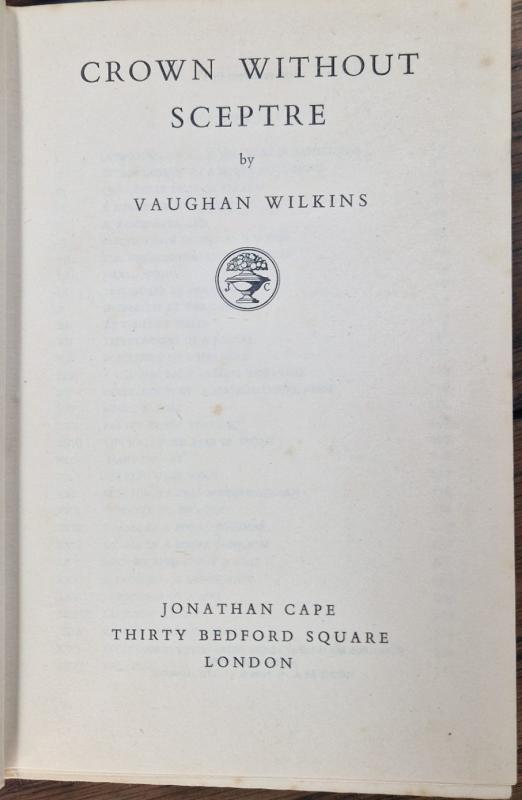 CROWN WITHOUT
SCEPTRE
by
VAUGHAN WILKINS
J C
JONATHAN CAPE
THIRTY BEDFORD SQUARE
LONDON